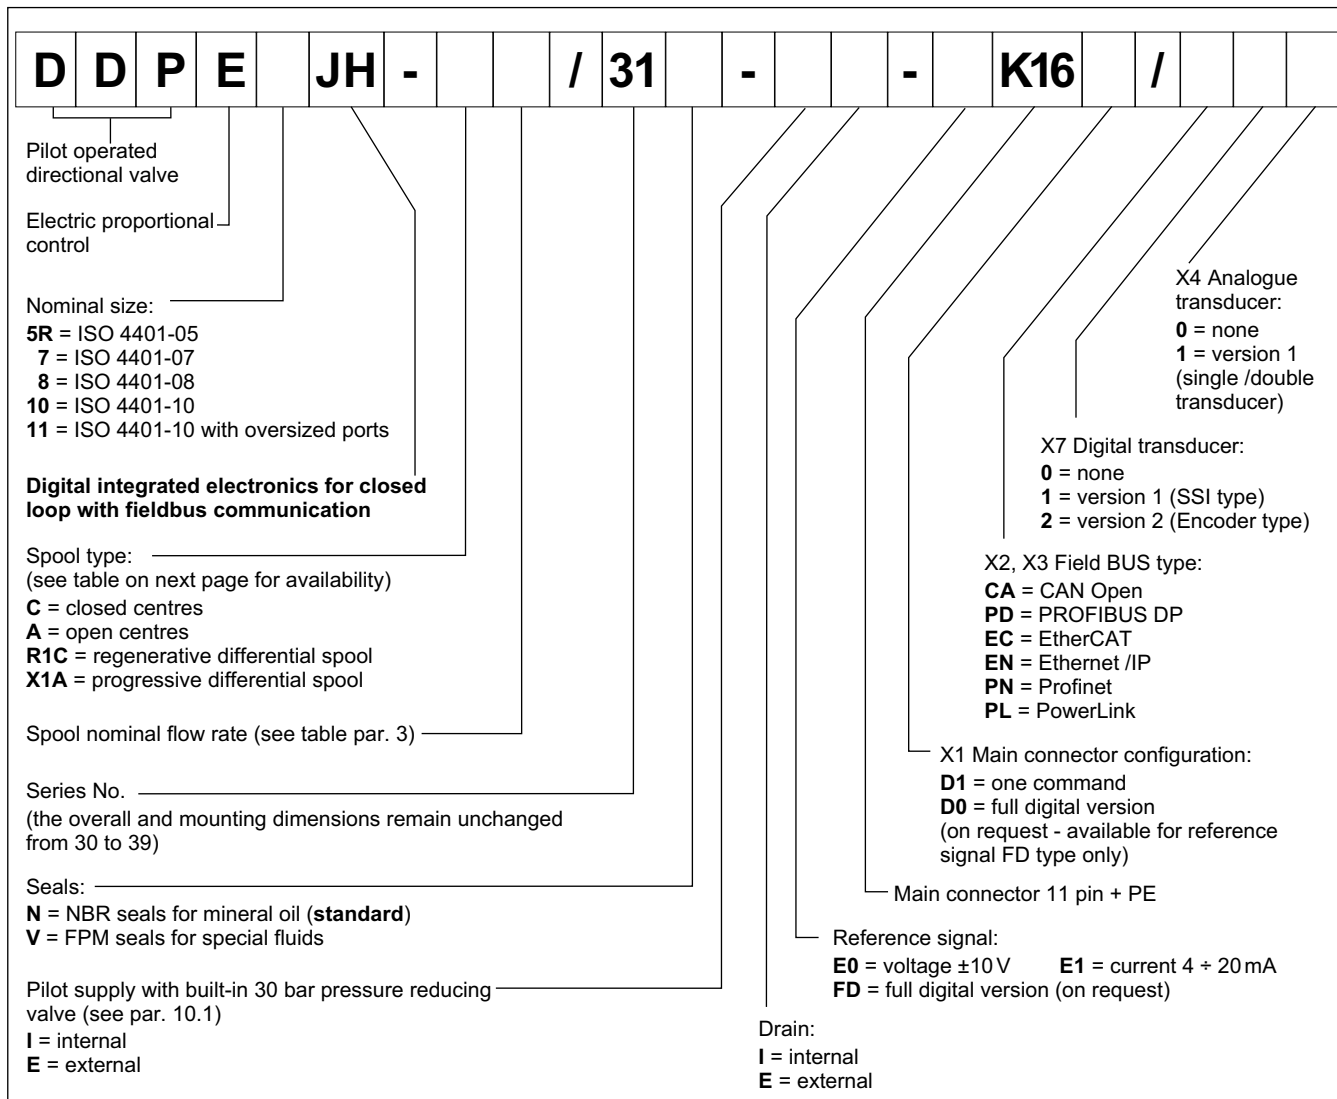 D D P E JH - / 31 - - K16 /
Pilot operated
directional valve
Electric proportional
control
Nominal size:
5R = ISO 4401-05
7 = ISO 4401-07
8 = ISO 4401-08
10 = ISO 4401-10
11 = ISO 4401-10 with oversized ports
Digital integrated electronics for closed
loop with fieldbus communication
Spool type:
(see table on next page for availability)
C = closed centres
A = open centres
R1C = regenerative differential spool
X1A = progressive differential spool
Spool nominal flow rate (see table par. 3)
Series No.
(the overall and mounting dimensions remain unchanged
from 30 to 39)
Seals:
N = NBR seals for mineral oil (standard)
V = FPM seals for special fluids
Pilot supply with built-in 30 bar pressure reducing
valve (see par. 10.1)
I = internal
E = external
X4 Analogue
transducer:
0 = none
1 = version 1
(single /double
transducer)
X7 Digital transducer:
0 = none
1 = version 1 (SSI type)
2 = version 2 (Encoder type)
X2, X3 Field BUS type:
CA = CAN Open
PD = PROFIBUS DP
EC = EtherCAT
EN = Ethernet /IP
PN = Profinet
PL = PowerLink
X1 Main connector configuration:
D1 = one command
D0 = full digital version
(on request - available for reference
signal FD type only)
Main connector 11 pin + PE
Reference signal:
E0 = voltage ±10 V E1 = current 4 ÷ 20 mA
FD = full digital version (on request)
Drain:
I = internal
E = external